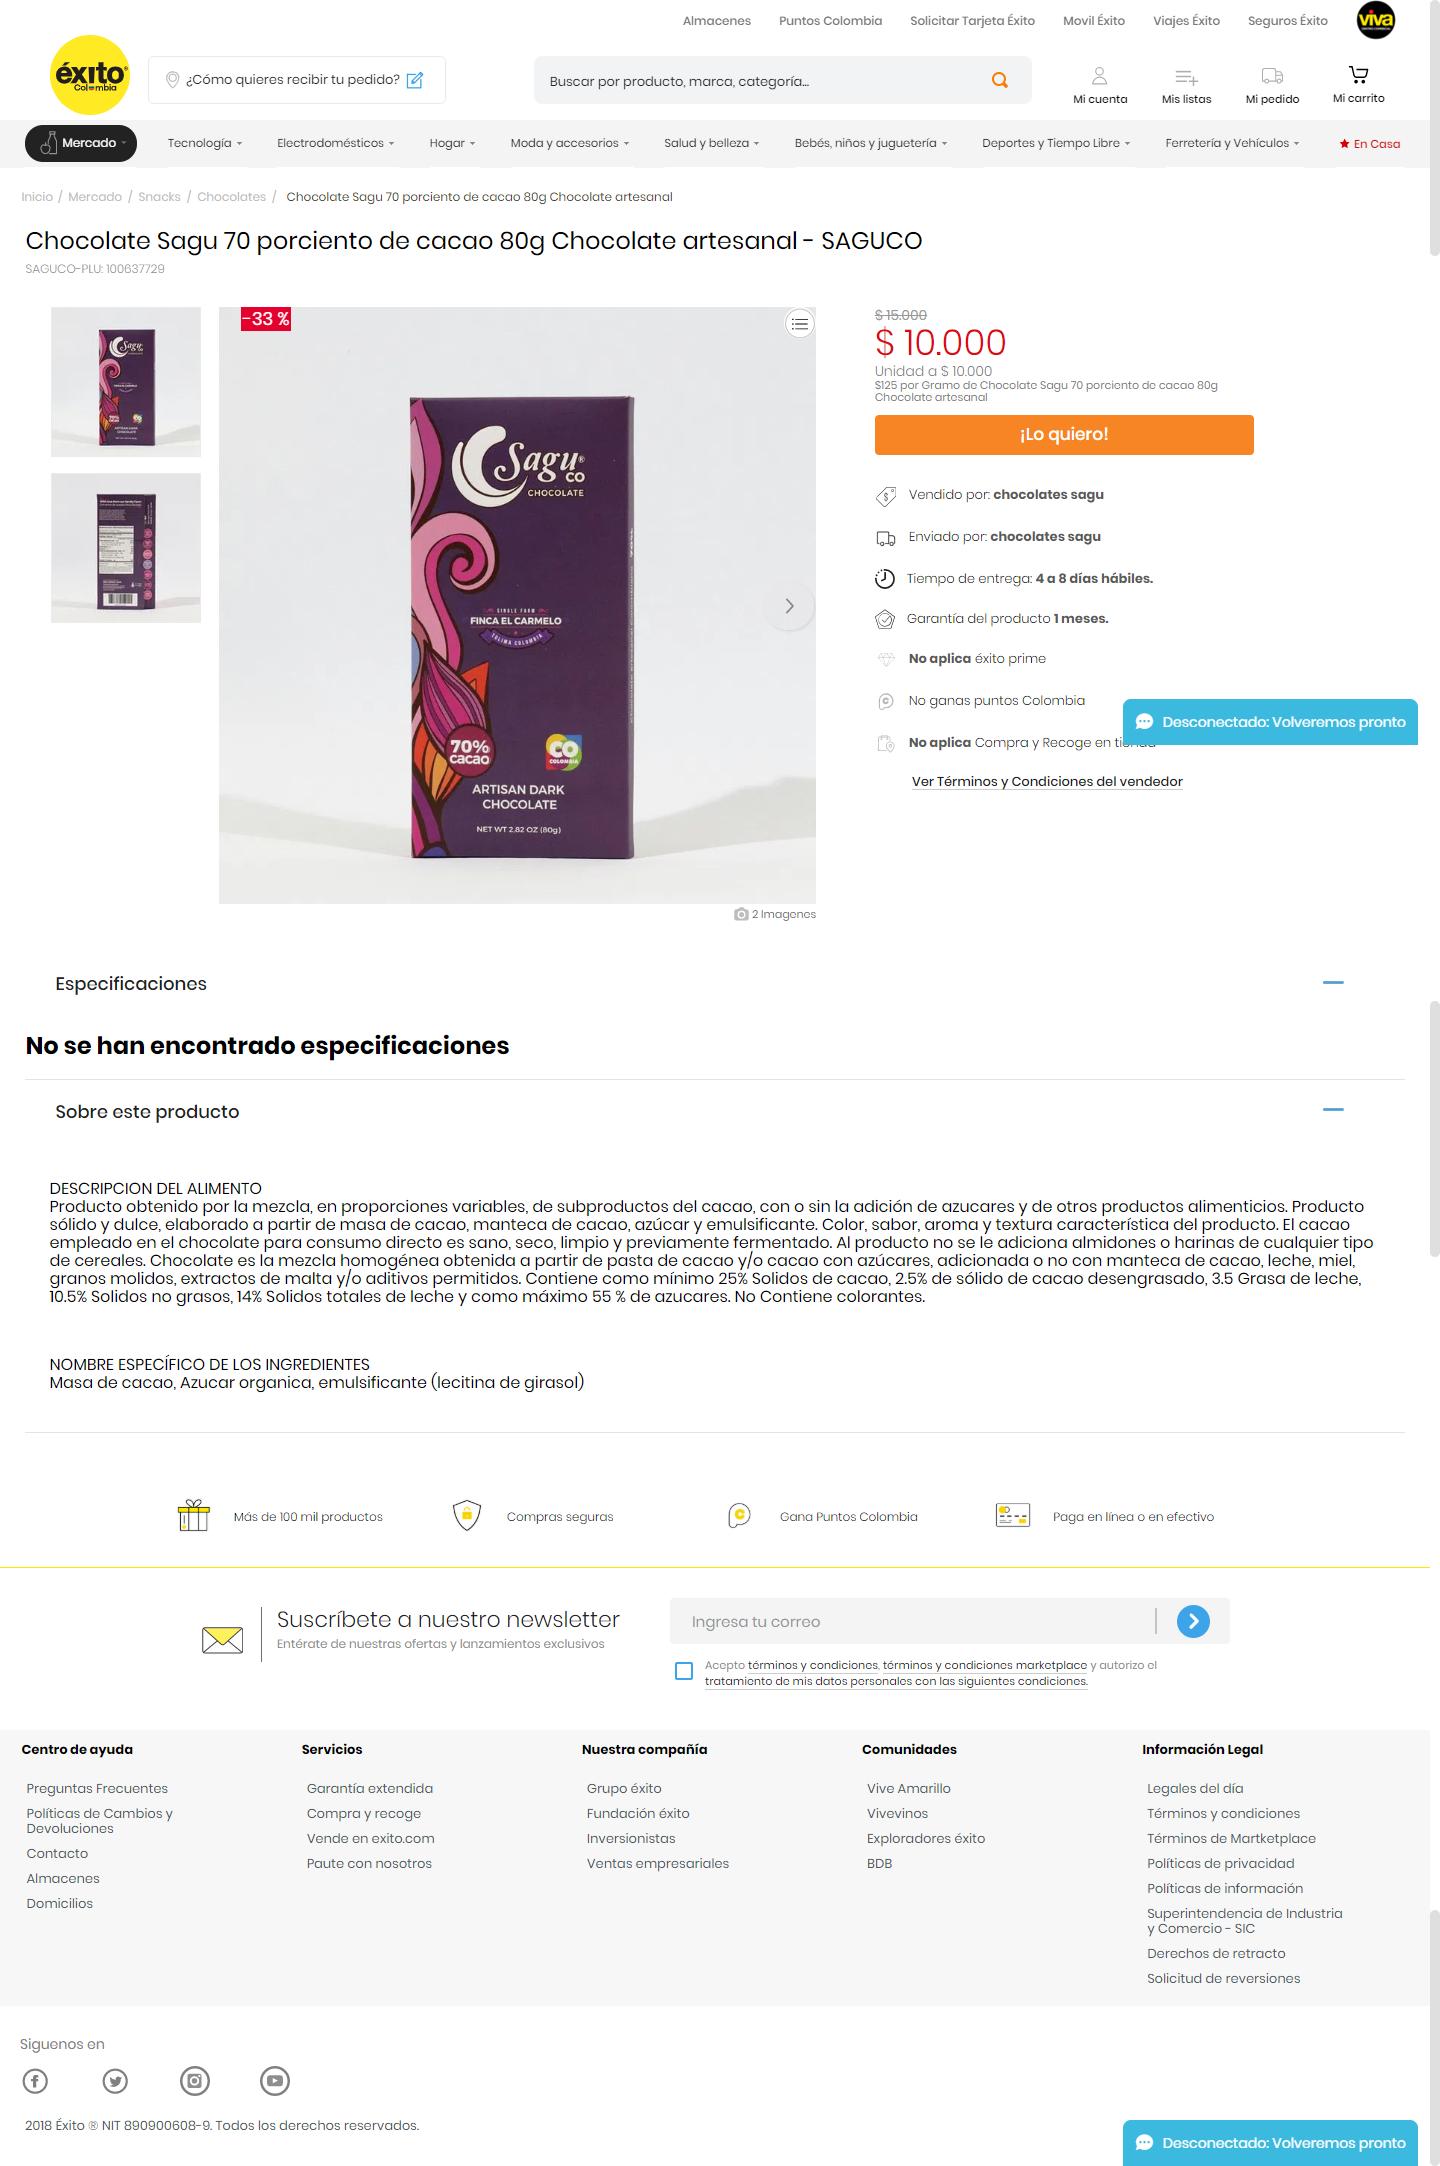 Almacenes
Puntos Colombia
Solicitar Tarjeta Éxito
Movil Éxito
Viajes Éxito
Seguros Éxito
viva
éxito
Colombia
¿Cómo quieres recibir tu pedido?
Buscar por producto, marca, categoría...
Mi cuenta
Mis listas
Mi pedido
Mi carrito
Mercado
Tecnología
Electrodomésticos
Hogar
Moda y accesorios
Salud y belleza
Bebés, niños y juguetería
Deportes y Tiempo Libre
Ferretería y Vehículos
En Casa
Inicio / Mercado / Snacks / Chocolates / Chocolate Sagu 70 porciento de cacao 80g Chocolate artesanal
Chocolate Sagu 70 porciento de cacao 80g Chocolate artesanal - SAGUCO
SAGUCO-PLU: 100637729
-33 %
Sagu®
CO
CHOCOLATE
SINGLE FARM
FINCA EL CARMELO
TOLIMA COLOMBIA
70%
cacao
CO
COLOMBIA
ARTISAN DARK
CHOCOLATE
NET WT 2,82 OZ (80g)
2 Imagenes
$ 15.000
$ 10.000
Unidad a $ 10.000
$125 por Gramo de Chocolate Sagu 70 porciento de cacao 80g
Chocolate artesanal
¡Lo quiero!
Vendido por: chocolates sagu
Enviado por: chocolates sagu
Tiempo de entrega: 4 a 8 días hábiles.
Garantía del producto 1 meses.
No aplica éxito prime
No ganas puntos Colombia
Desconectado: Volveremos pronto
No aplica Compra y Recoge en tienda
Ver Términos y Condiciones del vendedor
Especificaciones
No se han encontrado especificaciones
Sobre este producto
DESCRIPCION DEL ALIMENTO
Producto obtenido por la mezcla, en proporciones variables, de subproductos del cacao, con o sin la adición de azucares y de otros productos alimenticios. Producto
sólido y dulce, elaborado a partir de masa de cacao, manteca de cacao, azúcar y emulsificante. Color, sabor, aroma y textura característica del producto. El cacao
empleado en el chocolate para consumo directo es sano, seco, limpio y previamente fermentado. Al producto no se le adiciona almidones o harinas de cualquier tipo
de cereales. Chocolate es la mezcla homogénea obtenida a partir de pasta de cacao y/o cacao con azúcares, adicionada o no con manteca de cacao, leche, miel,
granos molidos, extractos de malta y/o aditivos permitidos. Contiene como mínimo 25% Solidos de cacao, 2.5% de sólido de cacao desengrasado, 3.5 Grasa de leche,
10.5% Solidos no grasos, 14% Solidos totales de leche y como máximo 55 % de azucares. No Contiene colorantes.
NOMBRE ESPECÍFICO DE LOS INGREDIENTES
Masa de cacao, Azucar organica, emulsificante (lecitina de girasol)
Más de 100 mil productos
Compras seguras
Gana Puntos Colombia
Paga en línea o en efectivo
Suscríbete a nuestro newsletter
Entérate de nuestras ofertas y lanzamientos exclusivos
Ingresa tu correo
Acepto términos y condiciones, términos y condiciones marketplace y autorizo el
tratamiento de mis datos personales con las siguientes condiciones.
Centro de ayuda
Preguntas Frecuentes
Políticas de Cambios y
Devoluciones
Contacto
Almacenes
Domicilios
Servicios
Garantía extendida
Compra y recoge
Vende en exito.com
Paute con nosotros
Nuestra compañía
Grupo éxito
Fundación éxito
Inversionistas
Ventas empresariales
Comunidades
Vive Amarillo
Vivevinos
Exploradores éxito
BDB
Información Legal
Legales del día
Términos y condiciones
Términos de Martketplace
Políticas de privacidad
Políticas de información
Superintendencia de Industria
y Comercio - SIC
Derechos de retracto
Solicitud de reversiones
Siguenos en
2018 Éxito ® NIT 890900608-9. Todos los derechos reservados.
Desconectado: Volveremos pronto